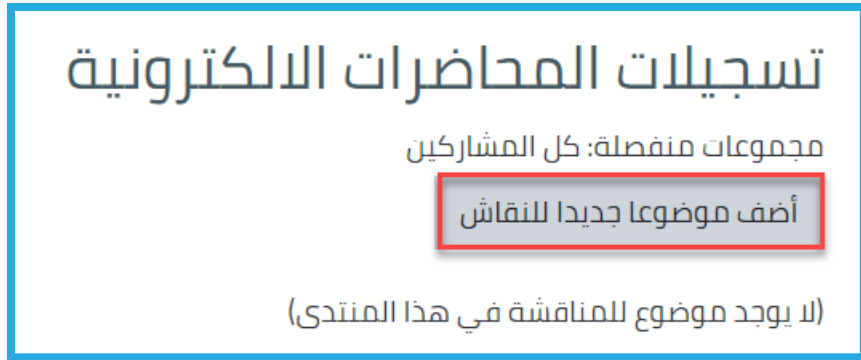 تسجيلات المحاضرات الالكترونية
مجموعات منفصلة: كل المشاركين
أضف موضوعا جديدا للنقاش
(لا يوجد موضوع للمناقشة في هذا المنتدى)